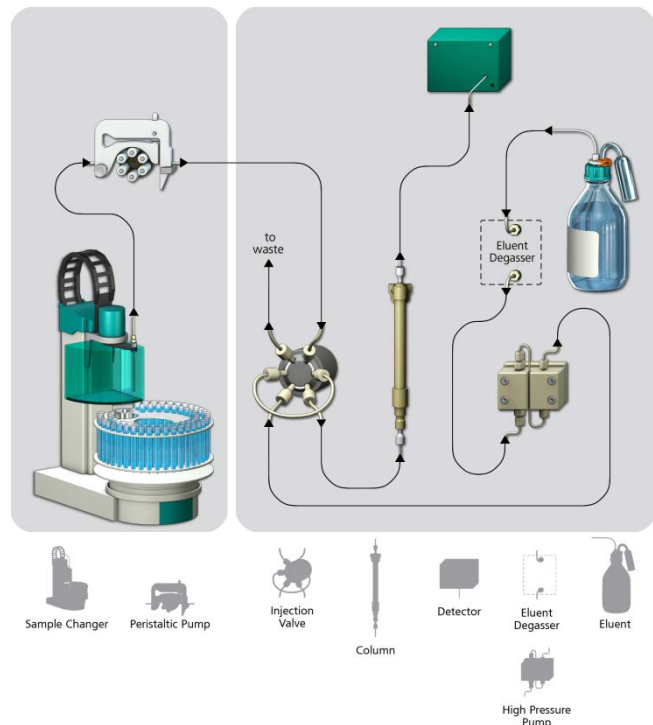 to
waste
Eluent
Degasser
Sample Changer
Peristaltic Pump
Injection
Valve
Column
Detector
Eluent
Degasser
Eluent
High Pressure
Pump